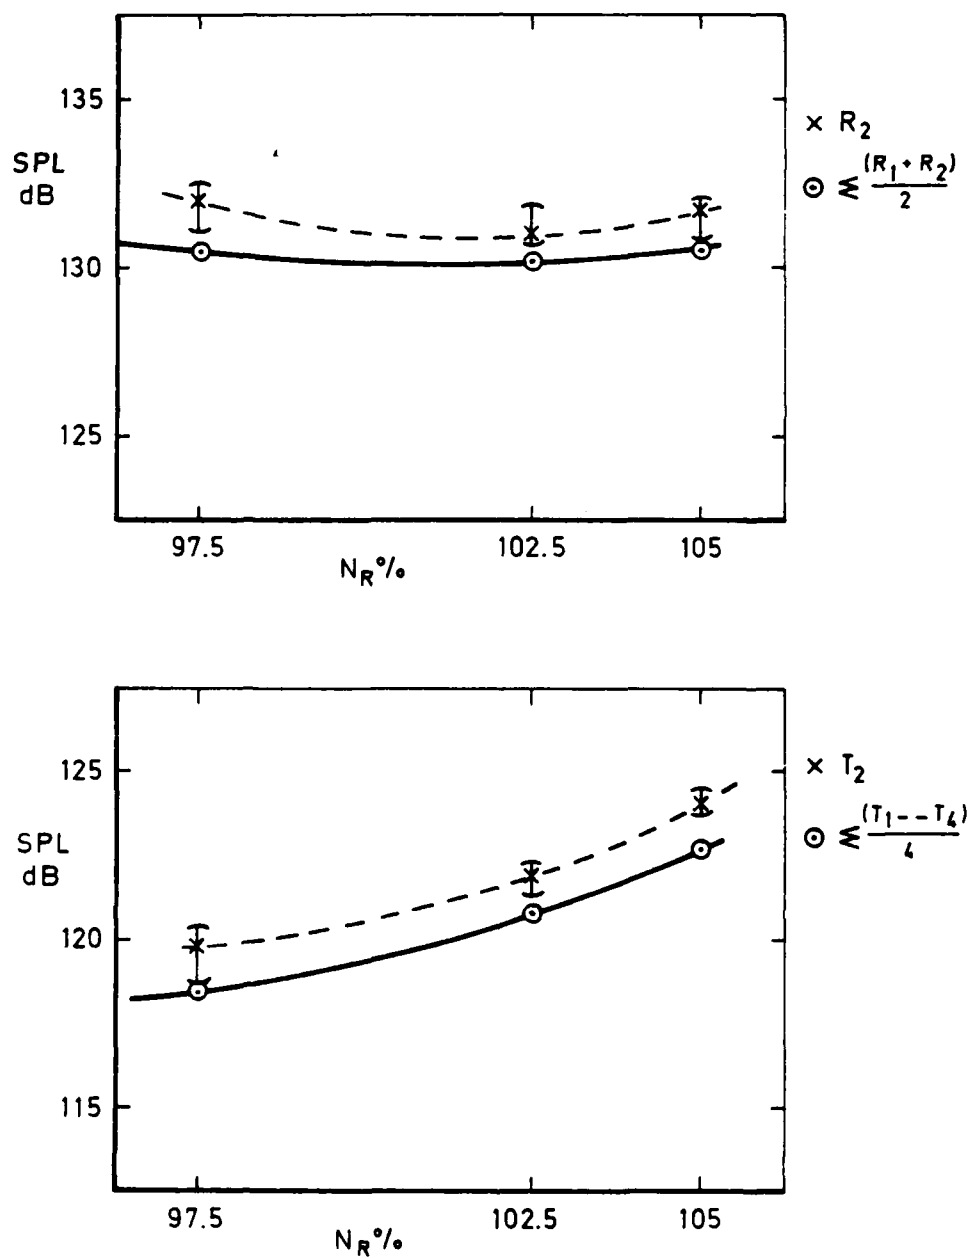 135
130
125
SPL
dB
97.5 102.5 105
N_R %
× R₂
⊙ ⋚ (R₁ + R₂)
2
125
120
115
SPL
dB
97.5 102.5 105
N_R %
× T₂
⊙ ⋚ (T₁ - - T₄)
4